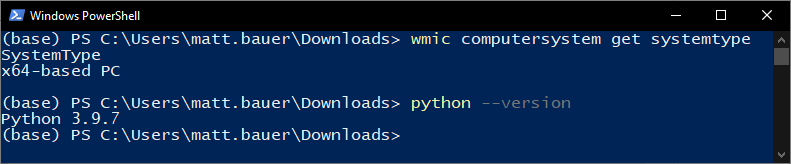 Windows PowerShell
(base) PS C:\Users\matt.bauer\Downloads> wmic computersystem get systemtype
SystemType
x64-based PC
(base) PS C:\Users\matt.bauer\Downloads> python --version
Python 3.9.7
(base) PS C:\Users\matt.bauer\Downloads>